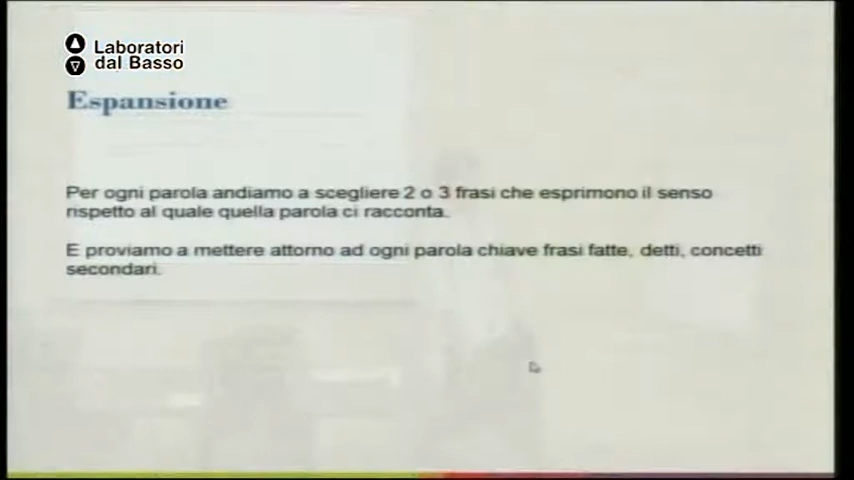 Laboratori
dal Basso
Espansione
Per ogni parola andiamo a scegliere 2 o 3 frasi che esprimono il senso
rispetto al quale quella parola ci racconta.
E proviamo a mettere attorno ad ogni parola chiave frasi fatte, detti, concetti
secondari.